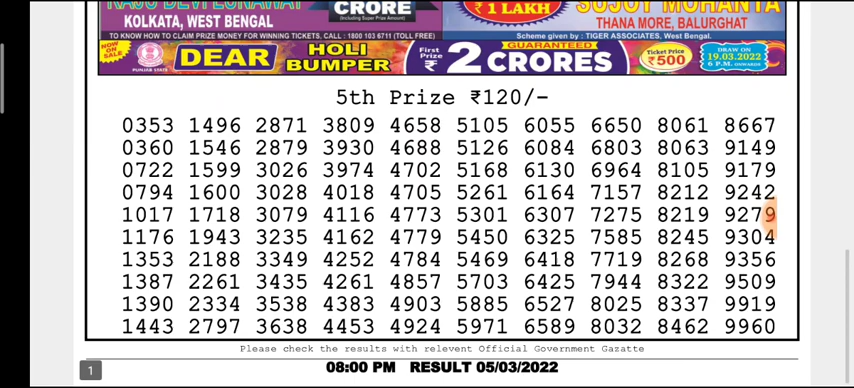 CRORE
(Including Super Prize Amount)
KOLKATA, WEST BENGAL
₹ 1 LAKH
SUJOY MOHANTA
THANA MORE, BALURGHAT
TO KNOW HOW TO CLAIM PRIZE MONEY FOR WINNING TICKETS, CALL : 1800 103 6711 (TOLL FREE)
Scheme given by : TIGER ASSOCIATES, West Bengal.
NOW ON SALE
PUNJAB STATE
DEAR
HOLI BUMPER
First Prize ₹
2 CRORES
GUARANTEED
Ticket Price ₹500
DRAW ON 19.03.2022 6 P.M. ONWARDS
5th Prize ₹120/-
0353 1496 2871 3809 4658 5105 6055 6650 8061 8667
0360 1546 2879 3930 4688 5126 6084 6803 8063 9149
0722 1599 3026 3974 4702 5168 6130 6964 8105 9179
0794 1600 3028 4018 4705 5261 6164 7157 8212 9242
1017 1718 3079 4116 4773 5301 6307 7275 8219 9279
1176 1943 3235 4162 4779 5450 6325 7585 8245 9304
1353 2188 3349 4252 4784 5469 6418 7719 8268 9356
1387 2261 3435 4261 4857 5703 6425 7944 8322 9509
1390 2334 3538 4383 4903 5885 6527 8025 8337 9919
1443 2797 3638 4453 4924 5971 6589 8032 8462 9960
Please check the results with relevent Official Government Gazatte
1
08:00 PM RESULT 05/03/2022